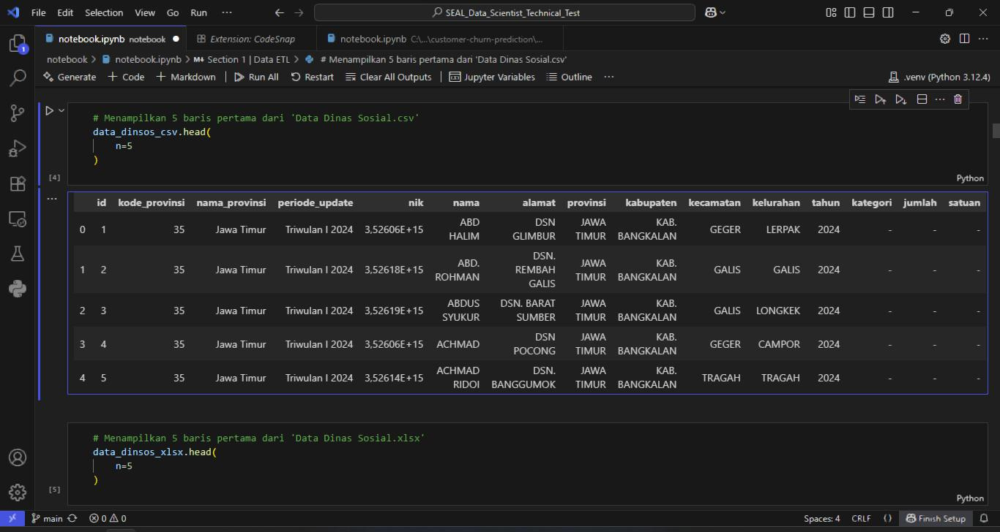 File Edit Selection View Go Run ··· SEAL_Data_Scientist_Technical_Test
notebook.ipynb notebook Extension: CodeSnap notebook.ipynb C:\...\customer-churn-prediction\...
notebook > notebook.ipynb > M↓ Section 1 | Data ETL > # Menampilkan 5 baris pertama dari 'Data Dinas Sosial.csv'
Generate + Code + Markdown Run All Restart Clear All Outputs Jupyter Variables Outline ··· .venv (Python 3.12.4)
1
# Menampilkan 5 baris pertama dari 'Data Dinas Sosial.csv'
data_dinsos_csv.head(
n=5
)
[4] Python
id kode_provinsi nama_provinsi periode_update nik nama alamat provinsi kabupaten kecamatan kelurahan tahun kategori jumlah satuan
0 1 35 Jawa Timur Triwulan I 2024 3,52606E+15 ABD HALIM DSN GLIMBUR JAWA TIMUR KAB. BANGKALAN GEGER LERPAK 2024 - - -
1 2 35 Jawa Timur Triwulan I 2024 3,52618E+15 ABD. ROHMAN DSN. REMBAH GALIS JAWA TIMUR KAB. BANGKALAN GALIS GALIS 2024 - - -
2 3 35 Jawa Timur Triwulan I 2024 3,52619E+15 ABDUS SYUKUR DSN. BARAT SUMBER JAWA TIMUR KAB. BANGKALAN GALIS LONGKEK 2024 - - -
3 4 35 Jawa Timur Triwulan I 2024 3,52606E+15 ACHMAD DSN POCONG JAWA TIMUR KAB. BANGKALAN GEGER CAMPOR 2024 - - -
4 5 35 Jawa Timur Triwulan I 2024 3,52614E+15 ACHMAD RIDOI DSN. BANGGUMOK JAWA TIMUR KAB. BANGKALAN TRAGAH TRAGAH 2024 - - -
# Menampilkan 5 baris pertama dari 'Data Dinas Sosial.xlsx'
data_dinsos_xlsx.head(
n=5
)
[5] Python
main 0 0 Spaces: 4 CRLF {} Finish Setup